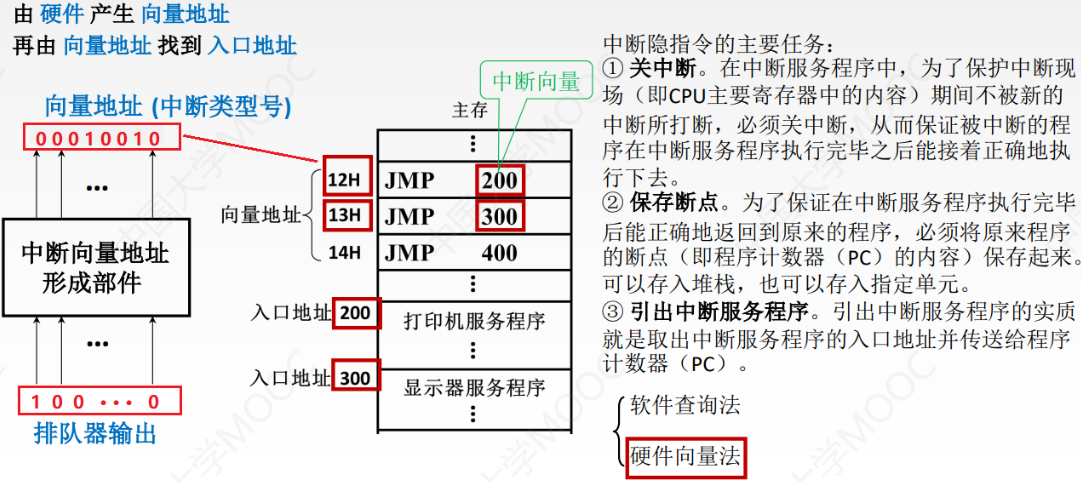 由 硬件 产生 向量地址
再由 向量地址 找到 入口地址
向量地址 (中断类型号)
00010010
...
中断向量地址
形成部件
...
1 0 0 ··· 0
排队器输出
中断向量
主存
向量地址
12H JMP 200
13H JMP 300
14H JMP 400
入口地址 200 打印机服务程序
入口地址 300 显示器服务程序
中断隐指令的主要任务：
① 关中断。在中断服务程序中，为了保护中断现
场（即CPU主要寄存器中的内容）期间不被新的
中断所打断，必须关中断，从而保证被中断的程
序在中断服务程序执行完毕之后能接着正确地执
行下去。
② 保存断点。为了保证在中断服务程序执行完毕
后能正确地返回到原来的程序，必须将原来程序
的断点（即程序计数器（PC）的内容）保存起来。
可以存入堆栈，也可以存入指定单元。
③ 引出中断服务程序。引出中断服务程序的实质
就是取出中断服务程序的入口地址并传送给程序
计数器（PC）。
软件查询法
硬件向量法